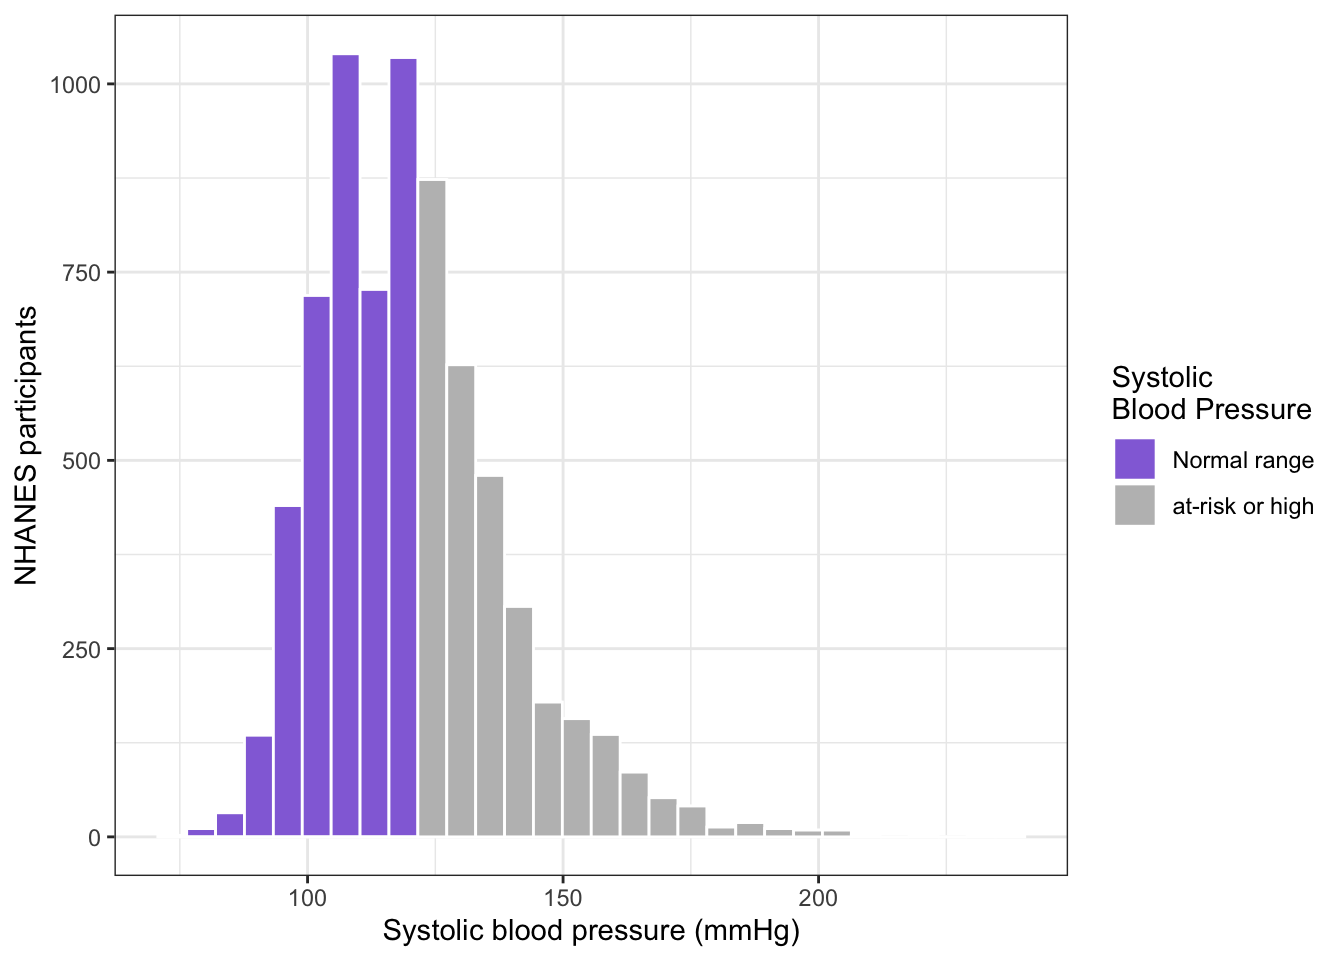 1000
750
500
250
0
NHANES participants
100 150 200
Systolic blood pressure (mmHg)
Systolic
Blood Pressure
Normal range
at-risk or high